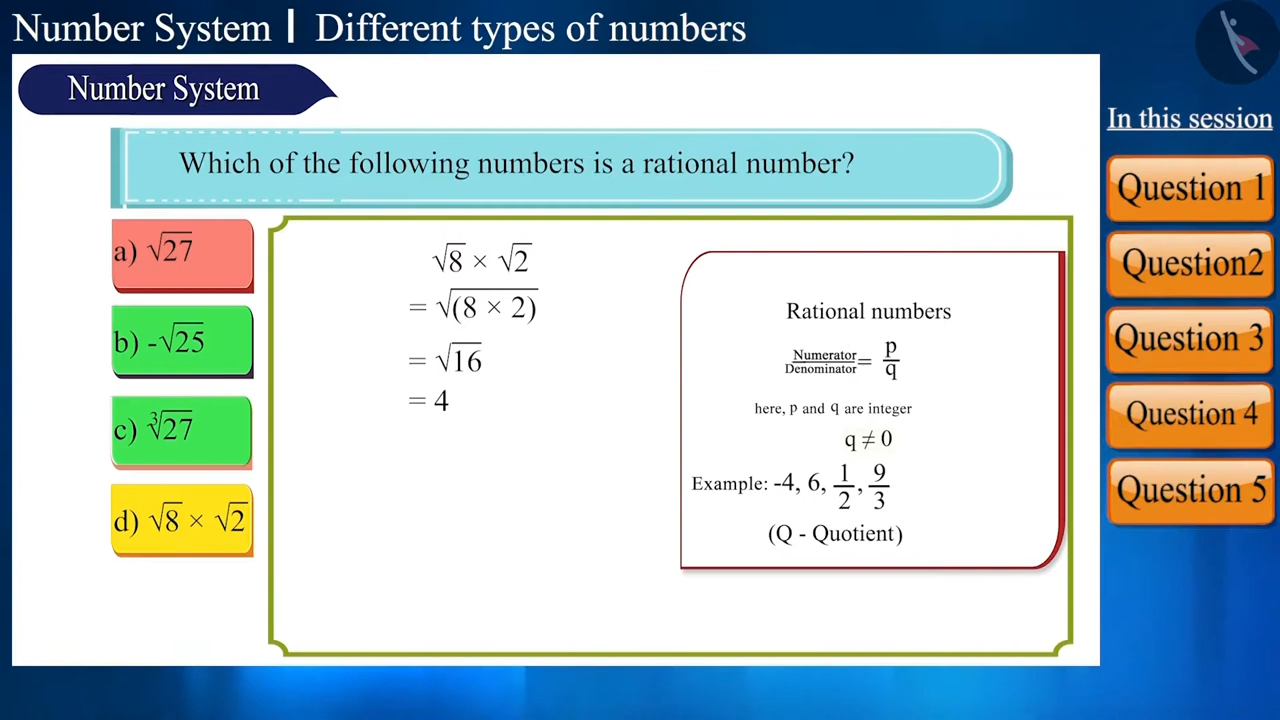 Number System | Different types of numbers
Number System
Which of the following numbers is a rational number?
a) √27
b) -√25
c) ∛27
d) √8 × √2
√8 × √2
= √(8 × 2)
= √16
= 4
Rational numbers
Numerator/Denominator = p/q
here, p and q are integer
q ≠ 0
Example: -4, 6, 1/2, 9/3
(Q - Quotient)
In this session
Question 1
Question2
Question 3
Question 4
Question 5